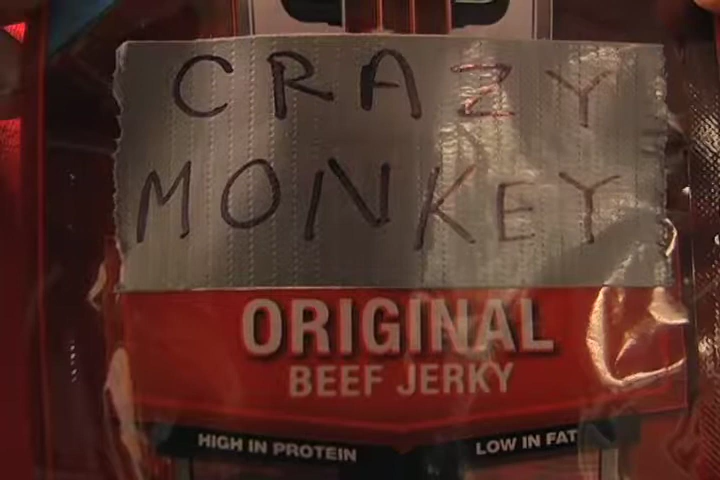 CRAZY
MONKEY
ORIGINAL
BEEF JERKY
HIGH IN PROTEIN LOW IN FAT